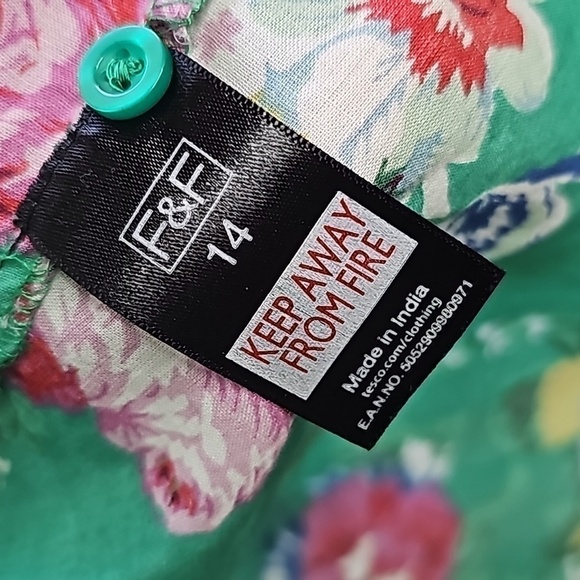 F&F
14
KEEP AWAY
FROM FIRE
Made in India
tesco.com/clothing
E.A.N.NO. 5052909980971